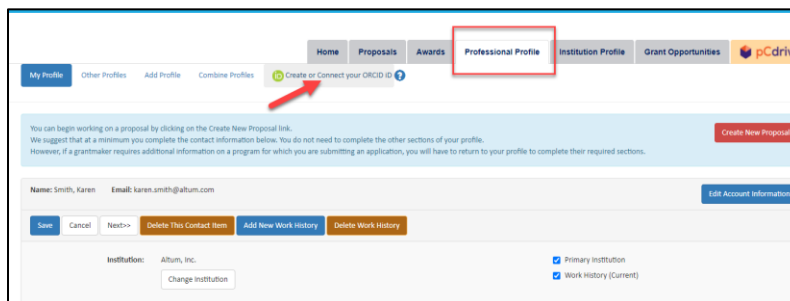 Home Proposals Awards Professional Profile Institution Profile Grant Opportunities pCdriv
My Profile Other Profiles Add Profile Combine Profiles iD Create or Connect your ORCID iD ?
You can begin working on a proposal by clicking on the Create New Proposal link.
We suggest that at a minimum you complete the contact information below. You do not need to complete the other sections of your profile.
However, if a grantmaker requires additional information on a program for which you are submitting an application, you will have to return to your profile to complete their required sections.
Create New Proposal
Name: Smith, Karen Email: karen.smith@altum.com
Edit Account Information
Save Cancel Next>> Delete This Contact Item Add New Work History Delete Work History
Institution: Altum, Inc.
Change Institution
Primary Institution
Work History (Current)